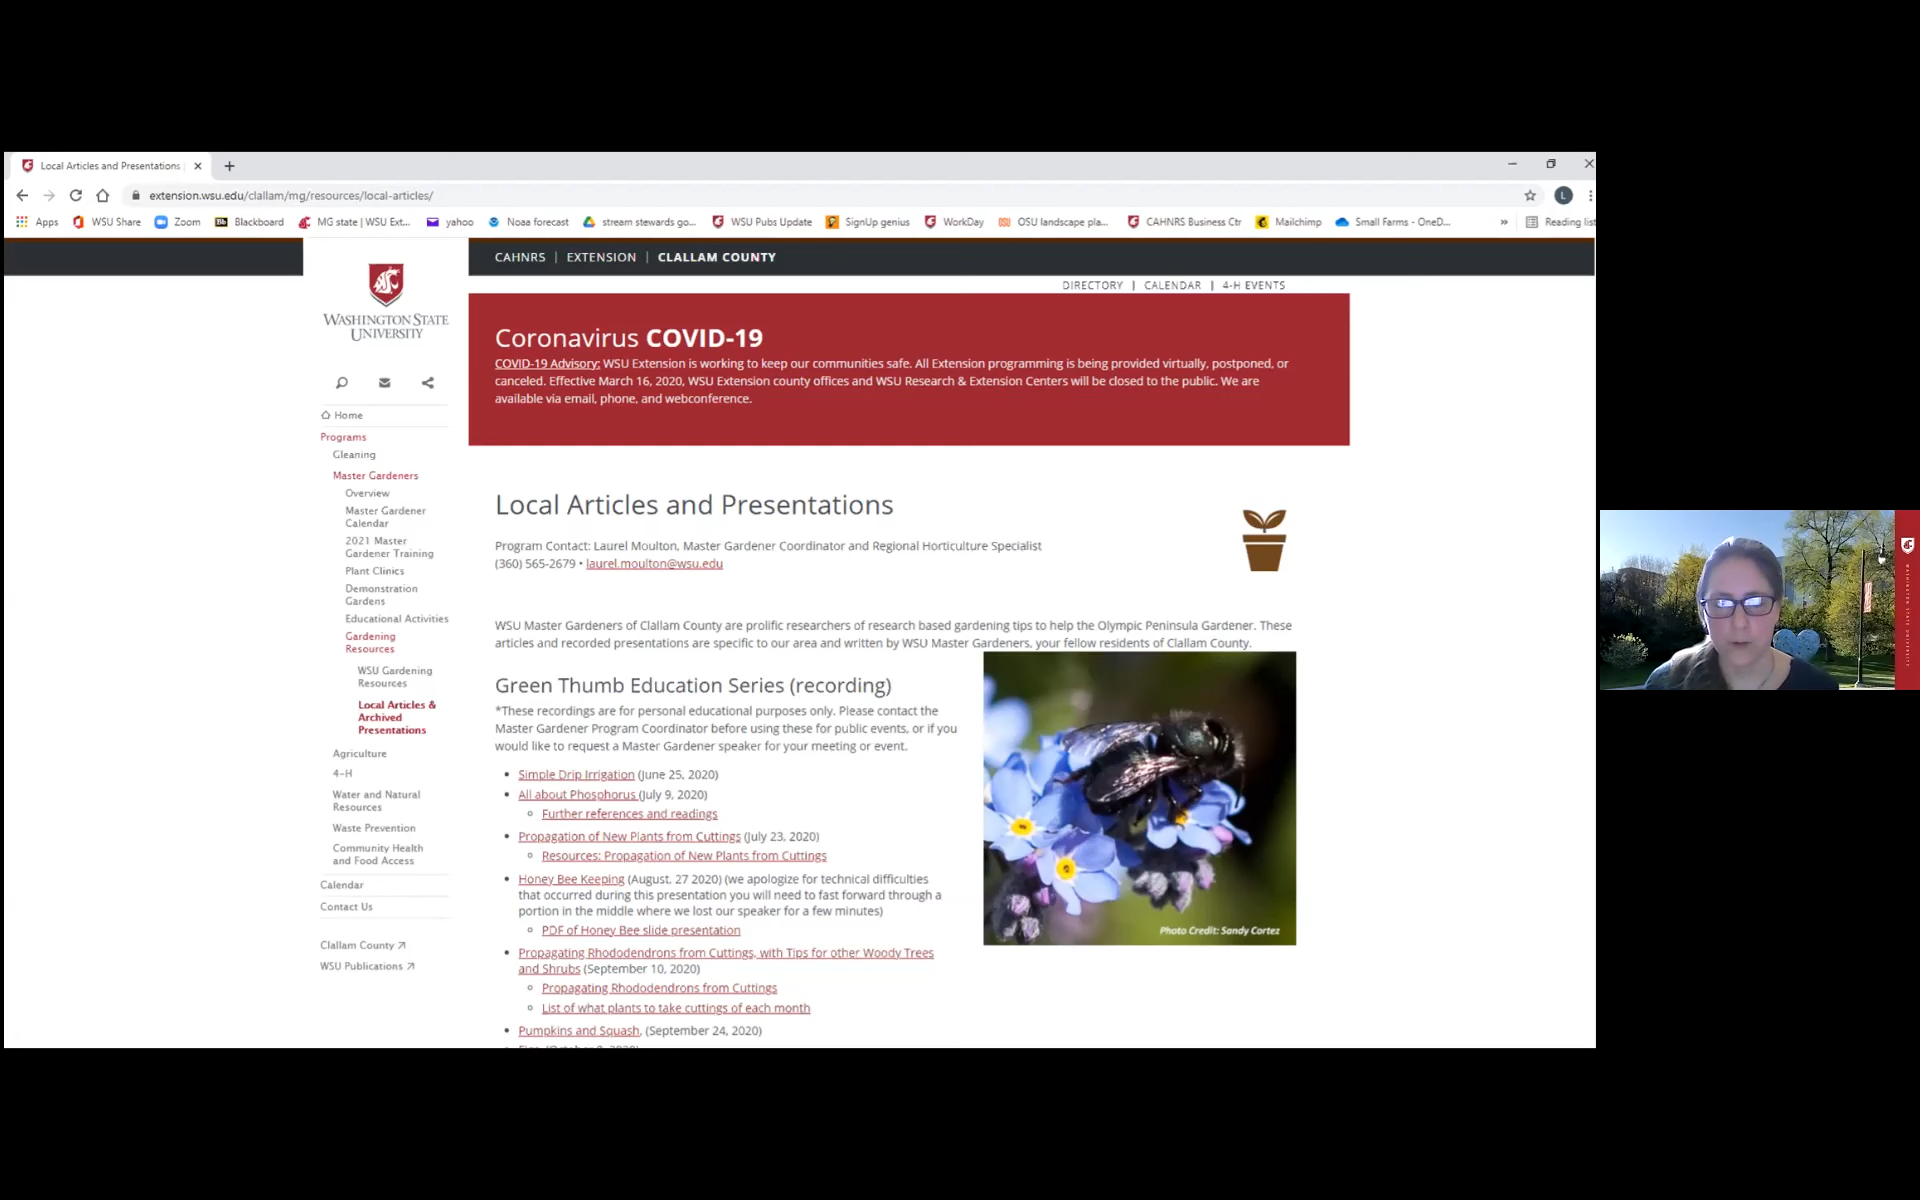 Local Articles and Presentations
extension.wsu.edu/clallam/mg/resources/local-articles/
L
Apps
WSU Share
Zoom
Bb
Blackboard
MG state | WSU Ext...
yahoo
Noaa forecast
stream stewards go...
WSU Pubs Update
SignUp genius
WorkDay
OSU landscape pla...
CAHNRS Business Ctr
Mailchimp
Small Farms - OneD...
»
Reading list
CAHNRS | EXTENSION | CLALLAM COUNTY
DIRECTORY | CALENDAR | 4-H EVENTS
WASHINGTON STATE
UNIVERSITY
Home
Programs
Gleaning
Master Gardeners
Overview
Master Gardener
Calendar
2021 Master
Gardener Training
Plant Clinics
Demonstration
Gardens
Educational Activities
Gardening
Resources
WSU Gardening
Resources
Local Articles &
Archived
Presentations
Agriculture
4-H
Water and Natural
Resources
Waste Prevention
Community Health
and Food Access
Calendar
Contact Us
Clallam County
WSU Publications
Coronavirus COVID-19
COVID-19 Advisory: WSU Extension is working to keep our communities safe. All Extension programming is being provided virtually, postponed, or
canceled. Effective March 16, 2020, WSU Extension county offices and WSU Research & Extension Centers will be closed to the public. We are
available via email, phone, and webconference.
Local Articles and Presentations
Program Contact: Laurel Moulton, Master Gardener Coordinator and Regional Horticulture Specialist
(360) 565-2679 • laurel.moulton@wsu.edu
WSU Master Gardeners of Clallam County are prolific researchers of research based gardening tips to help the Olympic Peninsula Gardener. These
articles and recorded presentations are specific to our area and written by WSU Master Gardeners, your fellow residents of Clallam County.
Green Thumb Education Series (recording)
*These recordings are for personal educational purposes only. Please contact the
Master Gardener Program Coordinator before using these for public events, or if you
would like to request a Master Gardener speaker for your meeting or event.
Simple Drip Irrigation (June 25, 2020)
All about Phosphorus (July 9, 2020)
Further references and readings
Propagation of New Plants from Cuttings (July 23, 2020)
Resources: Propagation of New Plants from Cuttings
Honey Bee Keeping (August, 27 2020) (we apologize for technical difficulties
that occurred during this presentation you will need to fast forward through a
portion in the middle where we lost our speaker for a few minutes)
PDF of Honey Bee slide presentation
Propagating Rhododendrons from Cuttings, with Tips for other Woody Trees
and Shrubs (September 10, 2020)
Propagating Rhododendrons from Cuttings
List of what plants to take cuttings of each month
Pumpkins and Squash, (September 24, 2020)
Photo Credit: Sandy Cortez
WASHINGTON STATE UNIVERSITY